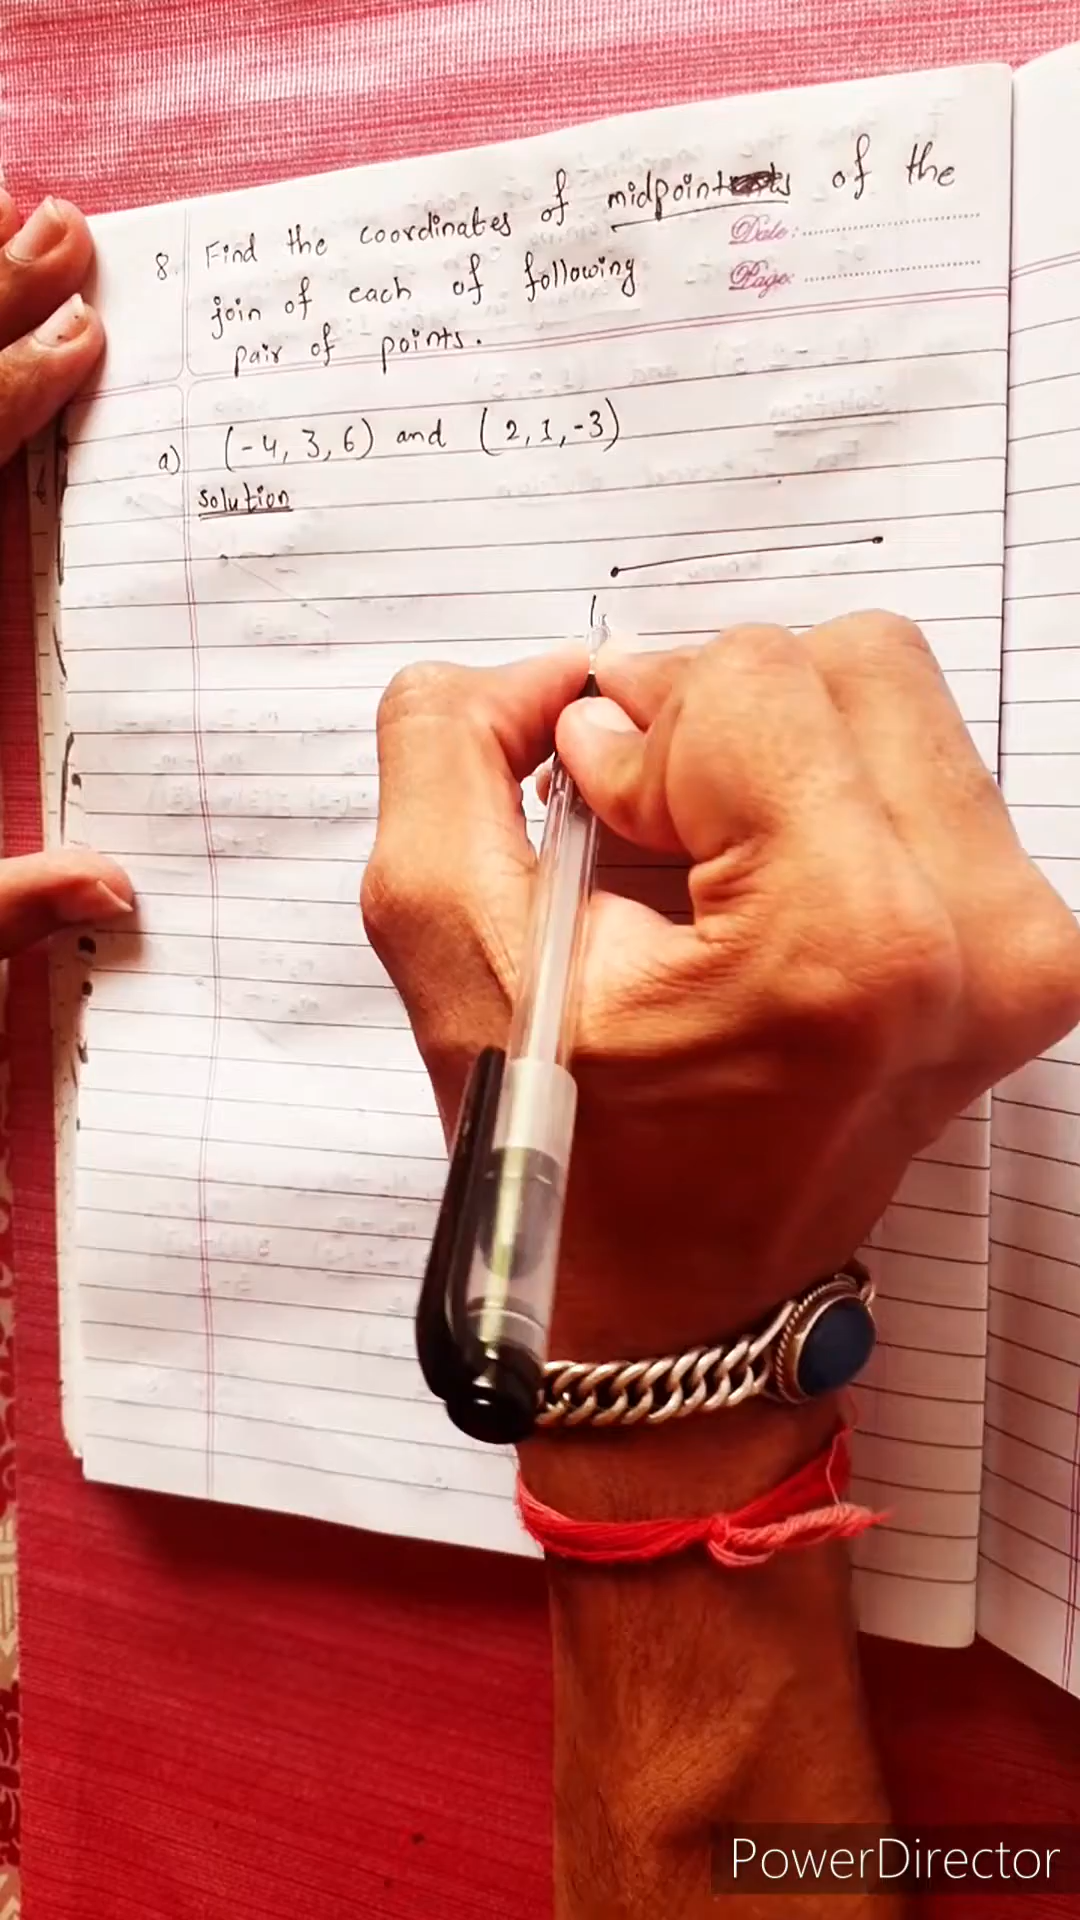 8. Find the coordinates of midpoints of the
Date:
join of each of following
Page:
pair of points.
a) (-4, 3, 6) and (2, 1, -3)
solution
PowerDirector